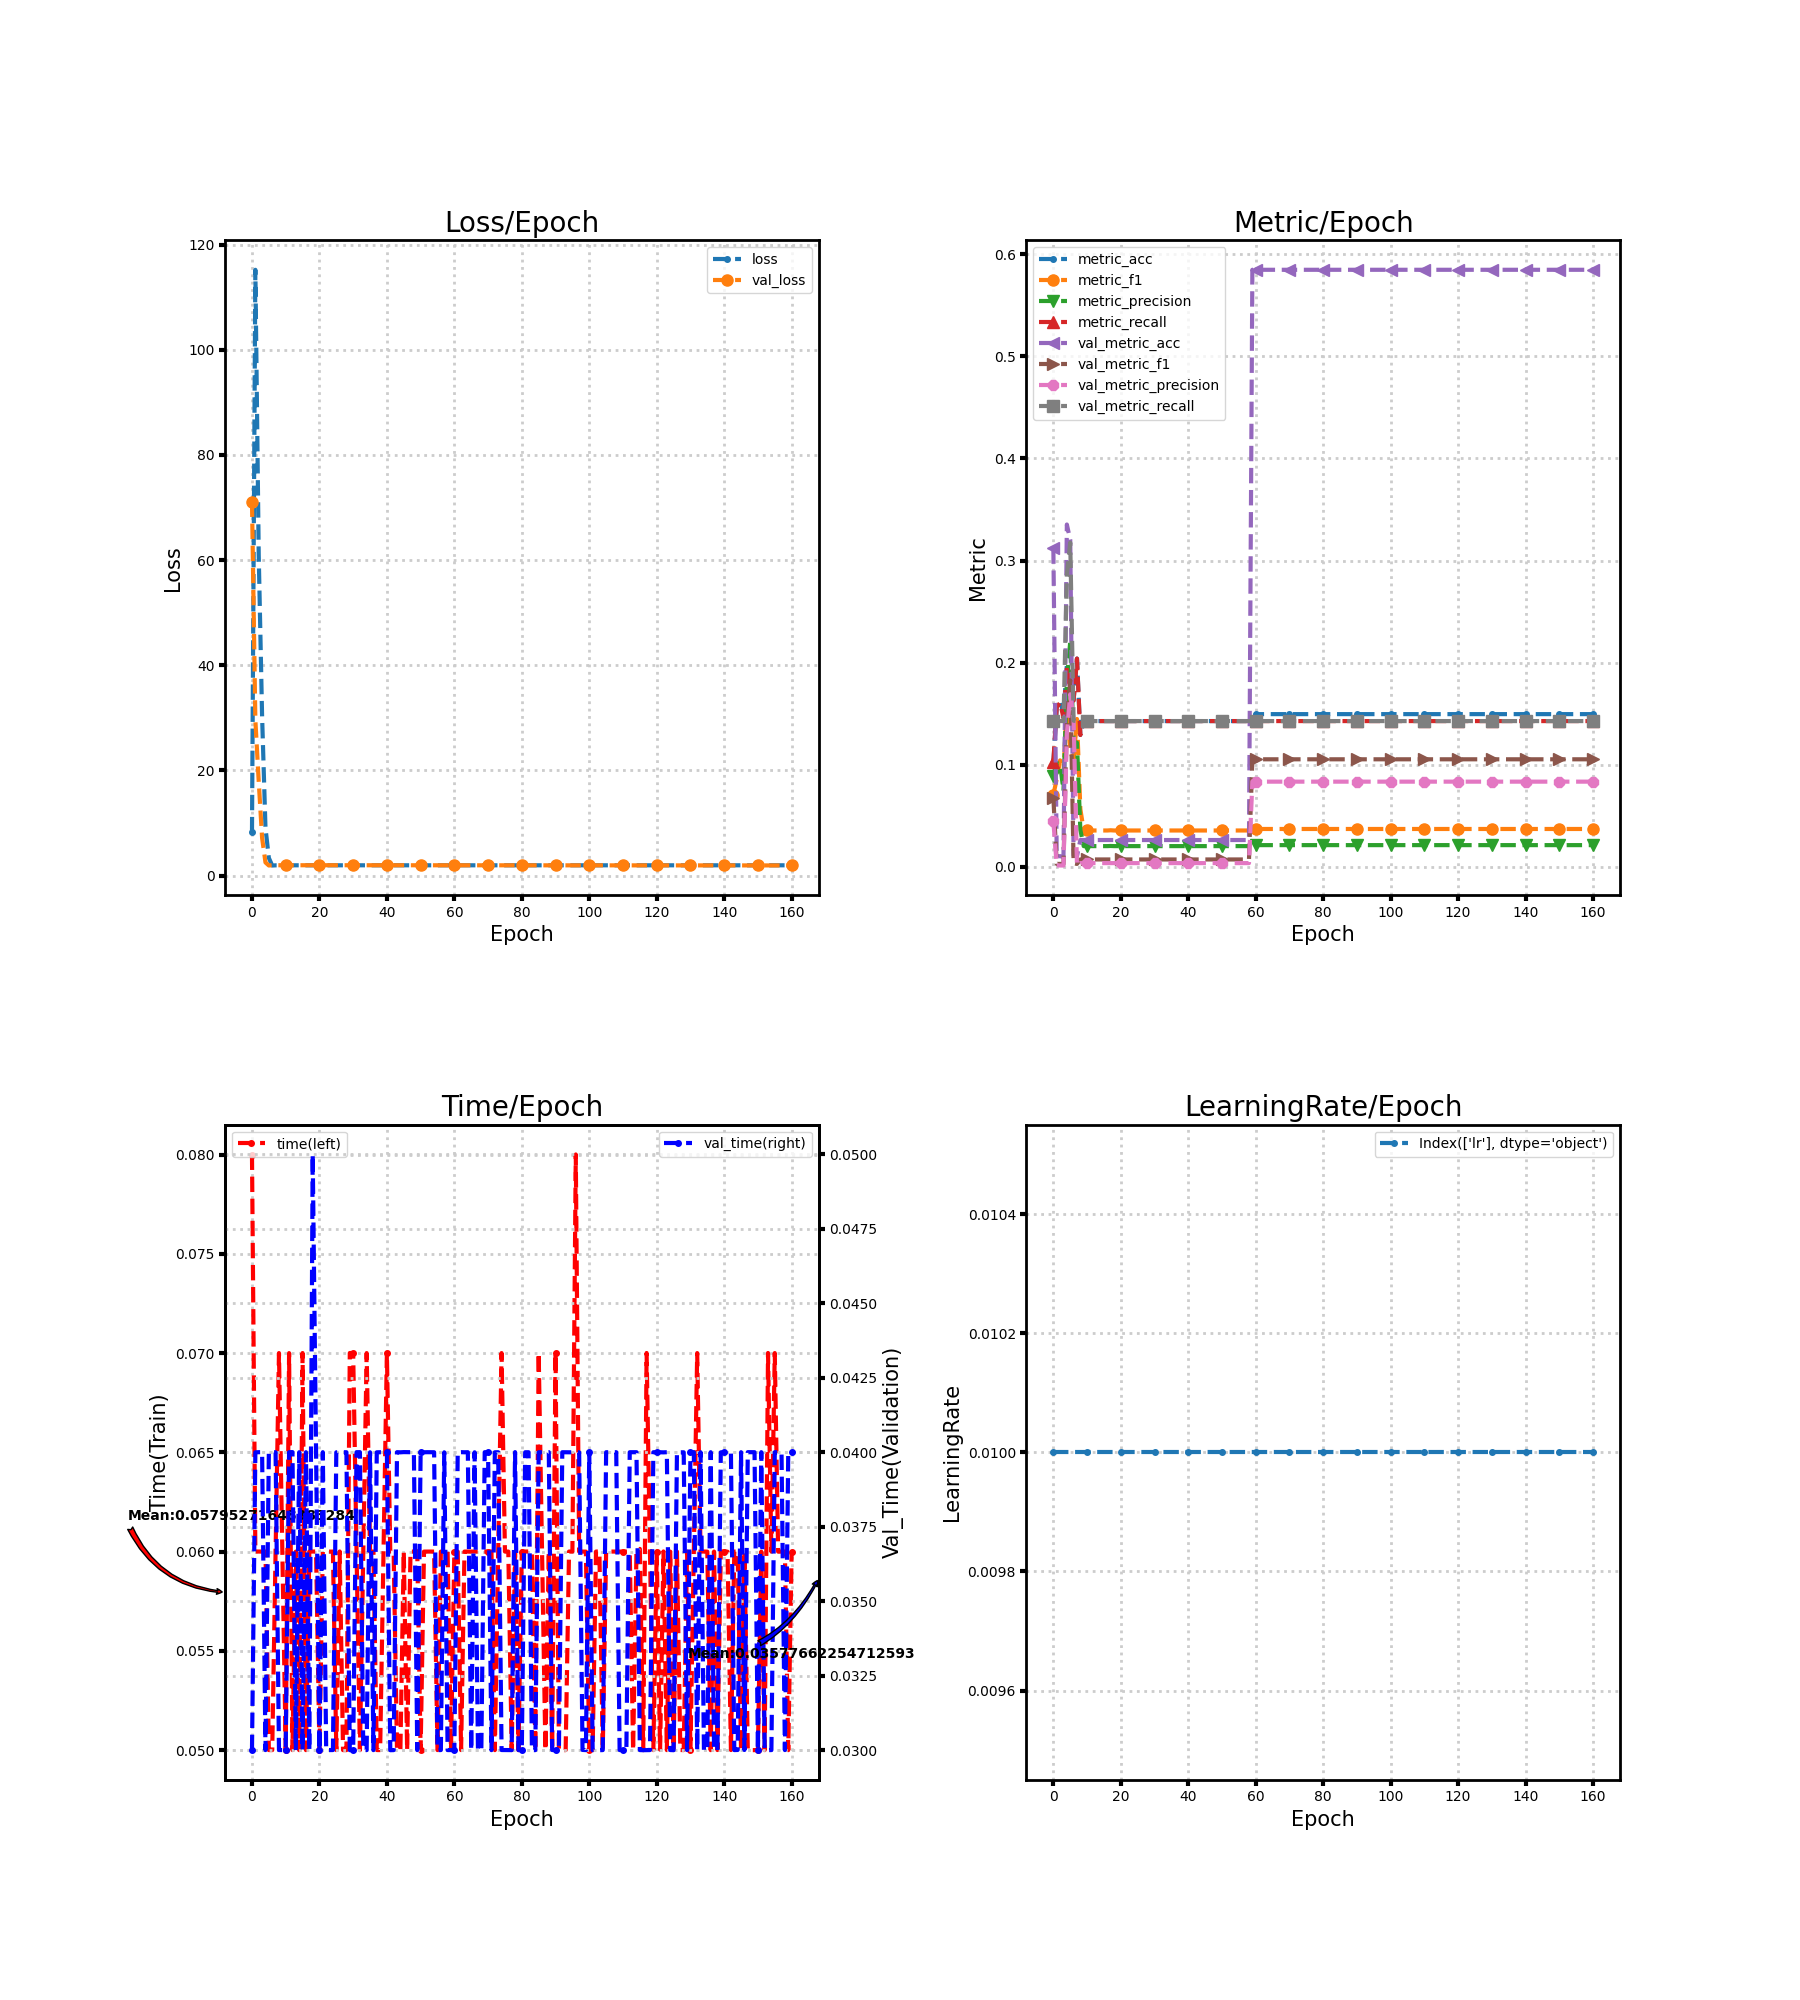 Loss/Epoch
120
100
80
60
40
20
0
Loss
loss
val_loss
0 20 40 60 80 100 120 140 160
Epoch
Metric/Epoch
0.6
0.5
0.4
0.3
0.2
0.1
0.0
Metric
metric_acc
metric_f1
metric_precision
metric_recall
val_metric_acc
val_metric_f1
val_metric_precision
val_metric_recall
0 20 40 60 80 100 120 140 160
Epoch
Time/Epoch
time(left)
val_time(right)
0.080
0.075
0.070
0.065
0.060
0.055
0.050
Time(Train)
0.0500
0.0475
0.0450
0.0425
0.0400
0.0375
0.0350
0.0325
0.0300
Val_Time(Validation)
Mean:0.03577662254712593
0 20 40 60 80 100 120 140 160
Epoch
LearningRate/Epoch
Index(['lr'], dtype='object')
0.0104
0.0102
0.0100
0.0098
0.0096
LearningRate
0 20 40 60 80 100 120 140 160
Epoch